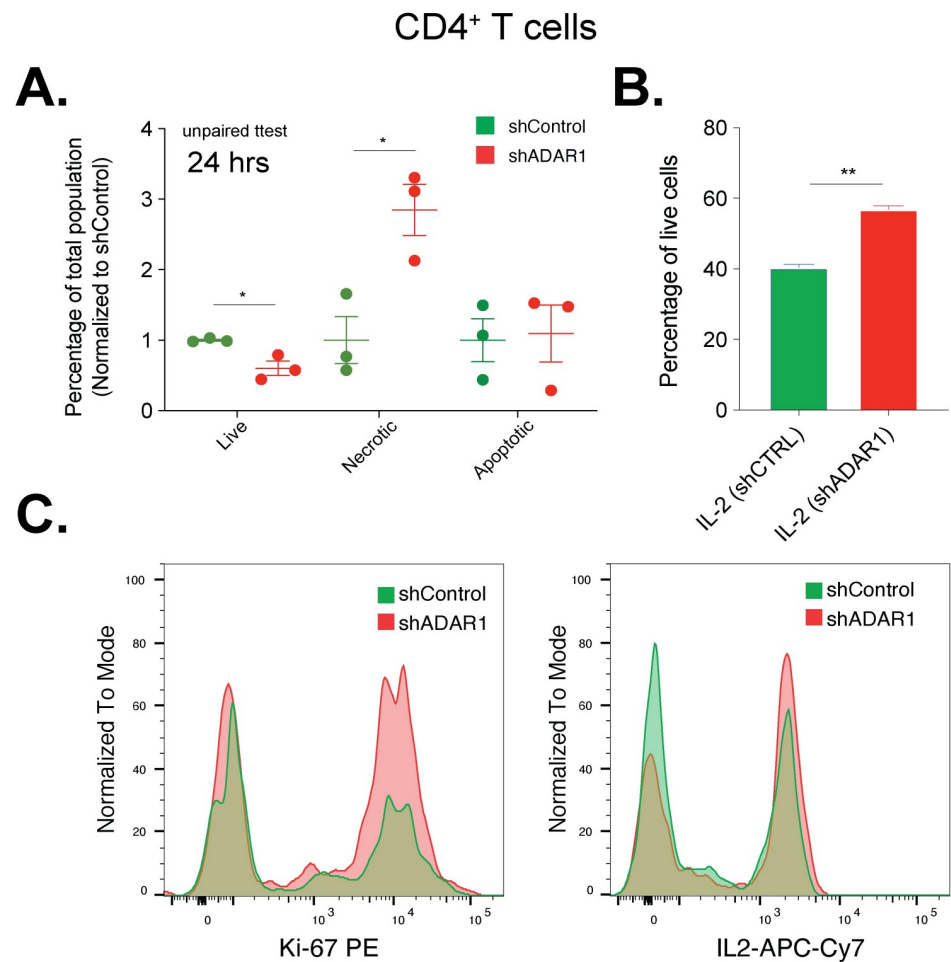 CD4⁺ T cells
A.
Percentage of total population
(Normalized to shControl)
4
3
2
1
0
unpaired ttest
24 hrs
*
*
shControl
shADAR1
Live
Necrotic
Apoptotic
B.
Percentage of live cells
80
60
40
20
0
**
IL-2 (shCTRL)
IL-2 (shADAR1)
C.
Normalized To Mode
100
80
60
40
20
0
shControl
shADAR1
0
10³
10⁴
10⁵
Ki-67 PE
Normalized To Mode
100
80
60
40
20
0
shControl
shADAR1
0
10³
10⁴
10⁵
IL2-APC-Cy7